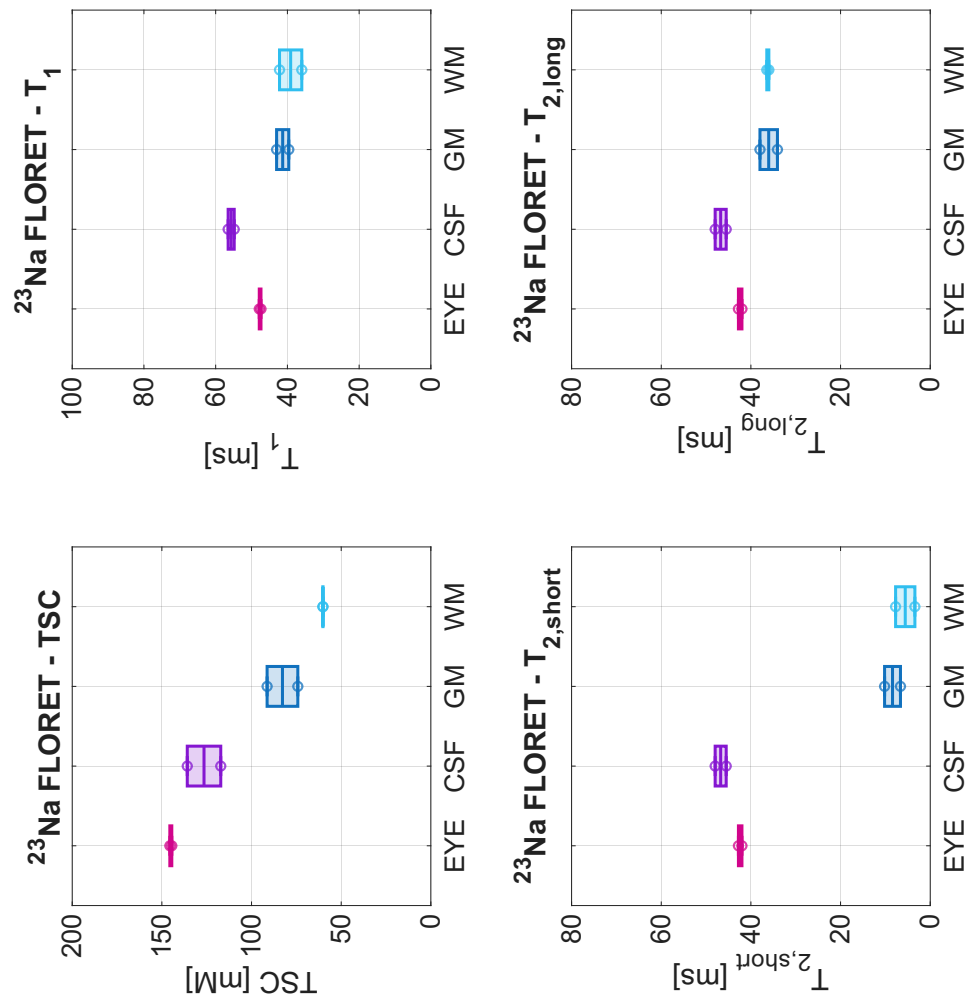 ²³Na FLORET - TSC
TSC [mM]
200
150
100
50
0
EYE CSF GM WM
²³Na FLORET - T₁
T₁ [ms]
100
80
60
40
20
0
EYE CSF GM WM
²³Na FLORET - T2,short
T2,short [ms]
80
60
40
20
0
EYE CSF GM WM
²³Na FLORET - T2,long
T2,long [ms]
80
60
40
20
0
EYE CSF GM WM